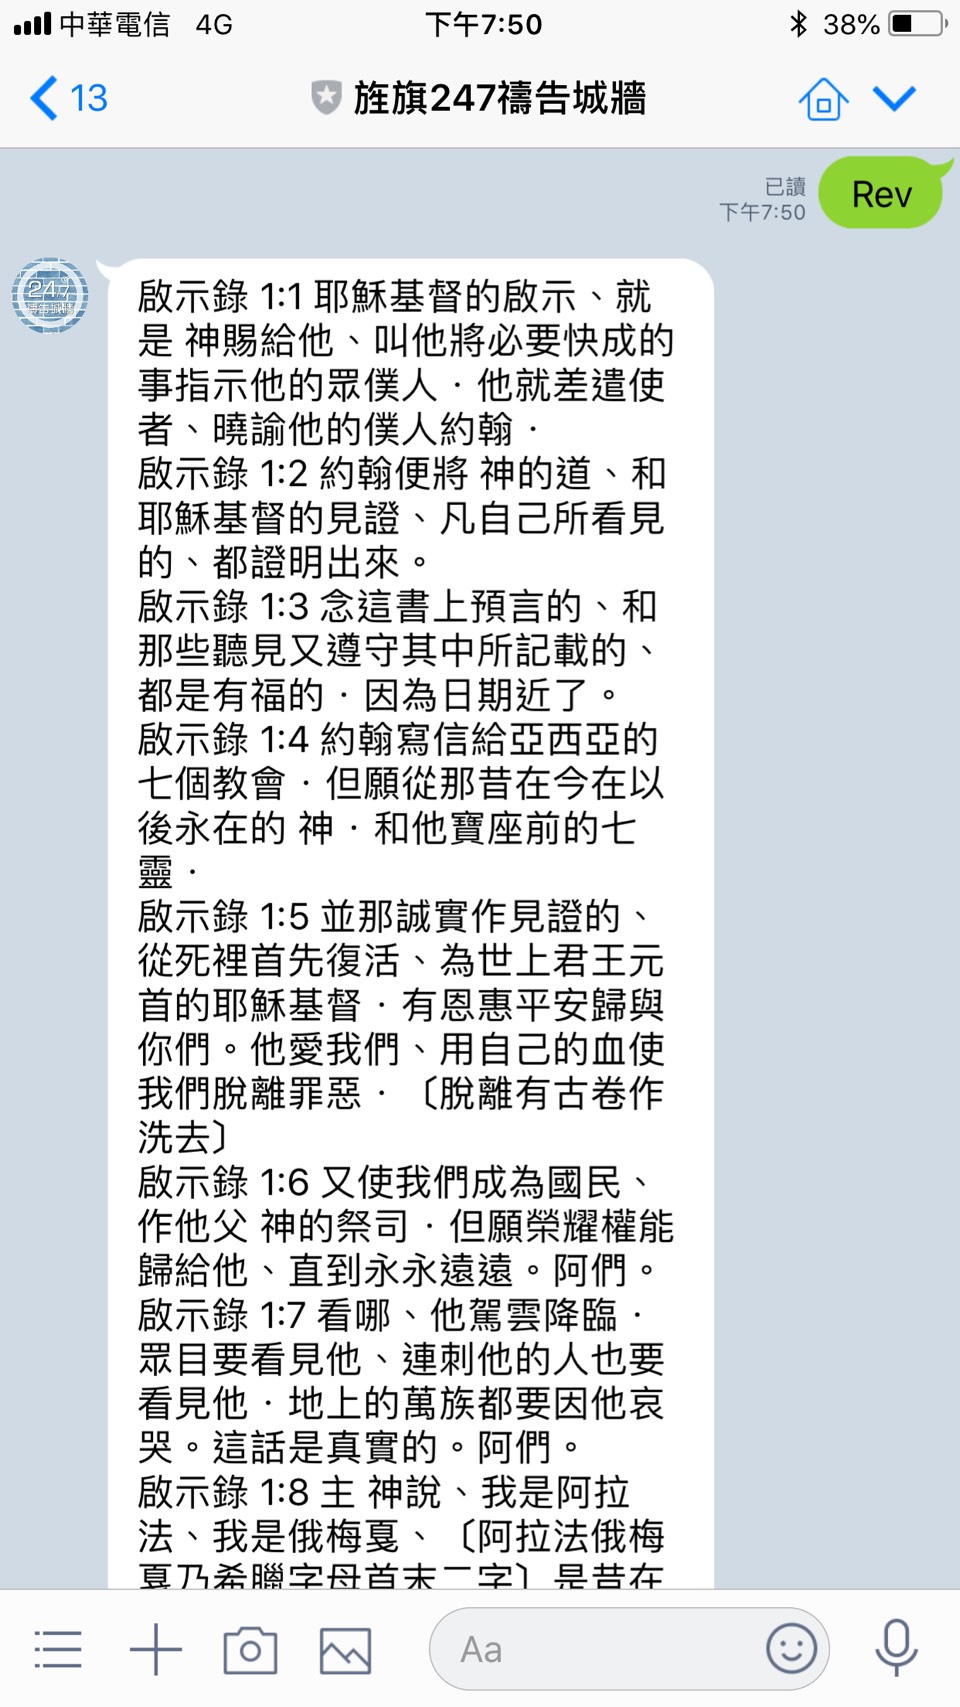 中華電信 4G 下午7:50 38%
13 旌旗247禱告城牆
已讀
下午7:50
Rev
247
禱告城牆
啟示錄 1:1 耶穌基督的啟示、就
是 神賜給他、叫他將必要快成的
事指示他的眾僕人．他就差遣使
者、曉諭他的僕人約翰．
啟示錄 1:2 約翰便將 神的道、和
耶穌基督的見證、凡自己所看見
的、都證明出來。
啟示錄 1:3 念這書上預言的、和
那些聽見又遵守其中所記載的、
都是有福的．因為日期近了。
啟示錄 1:4 約翰寫信給亞西亞的
七個教會．但願從那昔在今在以
後永在的 神．和他寶座前的七
靈．
啟示錄 1:5 並那誠實作見證的、
從死裡首先復活、為世上君王元
首的耶穌基督．有恩惠平安歸與
你們。他愛我們、用自己的血使
我們脫離罪惡．〔脫離有古卷作
洗去〕
啟示錄 1:6 又使我們成為國民、
作他父 神的祭司．但願榮耀權能
歸給他、直到永永遠遠。阿們。
啟示錄 1:7 看哪、他駕雲降臨．
眾目要看見他、連刺他的人也要
看見他．地上的萬族都要因他哀
哭。這話是真實的。阿們。
啟示錄 1:8 主 神說、我是阿拉
法、我是俄梅戛、〔阿拉法俄梅
戛乃希臘字母首末二字〕是昔在
Aa